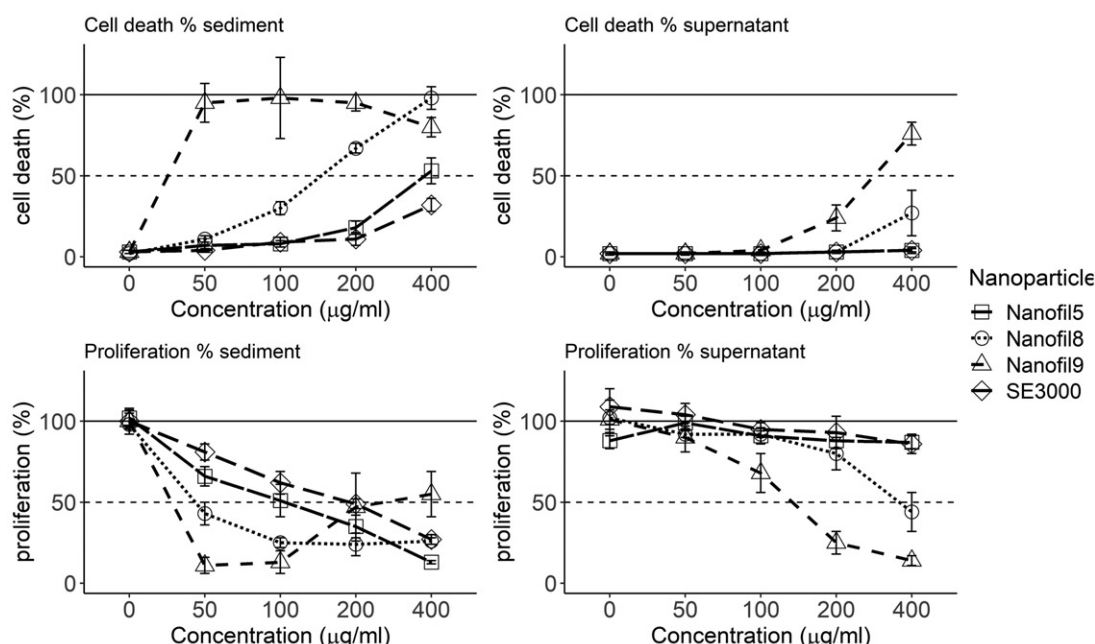 Cell death % sediment
cell death (%)
100
50
0
0 50 100 200 400
Concentration (μg/ml)
Cell death % supernatant
cell death (%)
100
50
0
0 50 100 200 400
Concentration (μg/ml)
Nanoparticle
Nanofil5
Nanofil8
Nanofil9
SE3000
Proliferation % sediment
proliferation (%)
100
50
0
0 50 100 200 400
Concentration (μg/ml)
Proliferation % supernatant
proliferation (%)
100
50
0
0 50 100 200 400
Concentration (μg/ml)